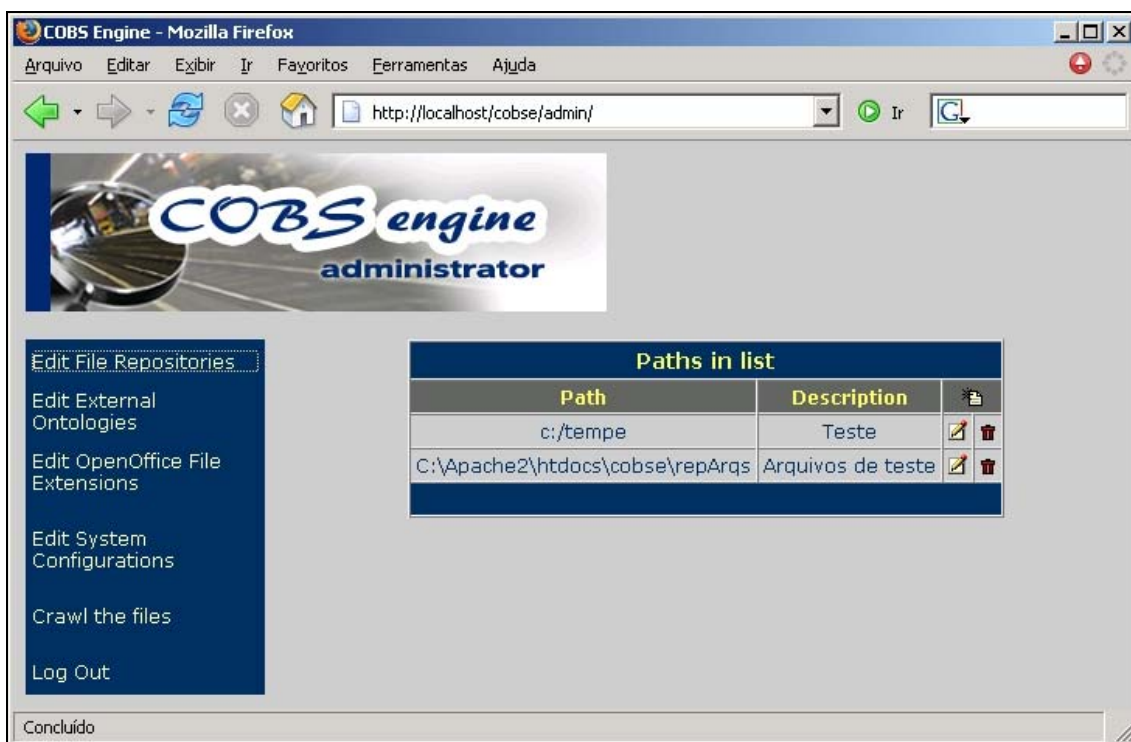 COBS Engine - Mozilla Firefox
Arquivo Editar Exibir Ir Favoritos Ferramentas Ajuda
http://localhost/cobse/admin/ Ir G
COBS engine
administrator
Edit File Repositories
Edit External
Ontologies
Edit OpenOffice File
Extensions
Edit System
Configurations
Crawl the files
Log Out
Paths in list
Path Description
c:/tempe Teste
C:\Apache2\htdocs\cobse\repArqs Arquivos de teste
Concluído